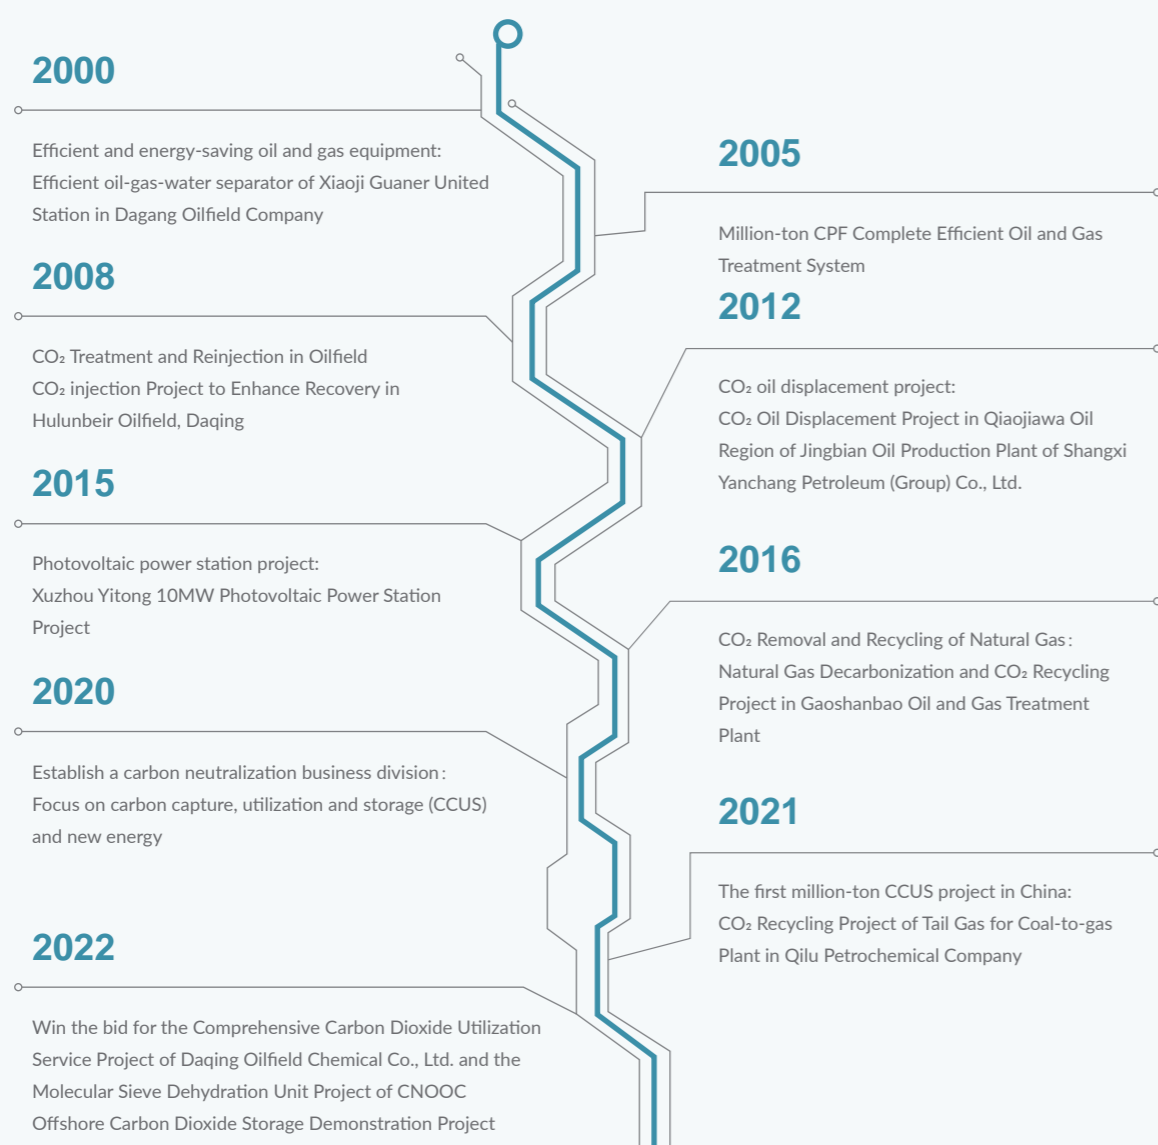 2000
Efficient and energy-saving oil and gas equipment:
Efficient oil-gas-water separator of Xiaoji Guaner United
Station in Dagang Oilfield Company
2005
Million-ton CPF Complete Efficient Oil and Gas
Treatment System
2008
CO₂ Treatment and Reinjection in Oilfield
CO₂ injection Project to Enhance Recovery in
Hulunbeir Oilfield, Daqing
2012
CO₂ oil displacement project:
CO₂ Oil Displacement Project in Qiaojiawa Oil
Region of Jingbian Oil Production Plant of Shangxi
Yanchang Petroleum (Group) Co., Ltd.
2015
Photovoltaic power station project:
Xuzhou Yitong 10MW Photovoltaic Power Station
Project
2016
CO₂ Removal and Recycling of Natural Gas:
Natural Gas Decarbonization and CO₂ Recycling
Project in Gaoshanbao Oil and Gas Treatment
Plant
2020
Establish a carbon neutralization business division:
Focus on carbon capture, utilization and storage (CCUS)
and new energy
2021
The first million-ton CCUS project in China:
CO₂ Recycling Project of Tail Gas for Coal-to-gas
Plant in Qilu Petrochemical Company
2022
Win the bid for the Comprehensive Carbon Dioxide Utilization
Service Project of Daqing Oilfield Chemical Co., Ltd. and the
Molecular Sieve Dehydration Unit Project of CNOOC
Offshore Carbon Dioxide Storage Demonstration Project